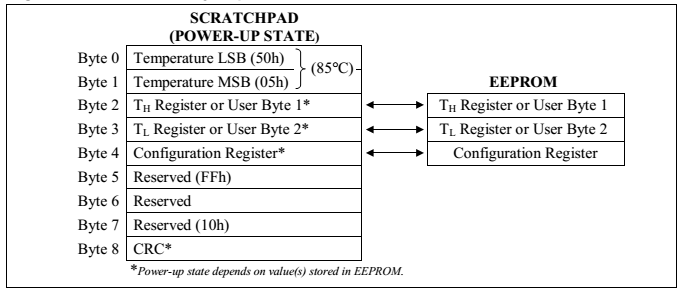 SCRATCHPAD
(POWER-UP STATE)
Byte 0 Temperature LSB (50h)
(85°C)
Byte 1 Temperature MSB (05h)
EEPROM
Byte 2 TH Register or User Byte 1* TH Register or User Byte 1
Byte 3 TL Register or User Byte 2* TL Register or User Byte 2
Byte 4 Configuration Register* Configuration Register
Byte 5 Reserved (FFh)
Byte 6 Reserved
Byte 7 Reserved (10h)
Byte 8 CRC*
*Power-up state depends on value(s) stored in EEPROM.